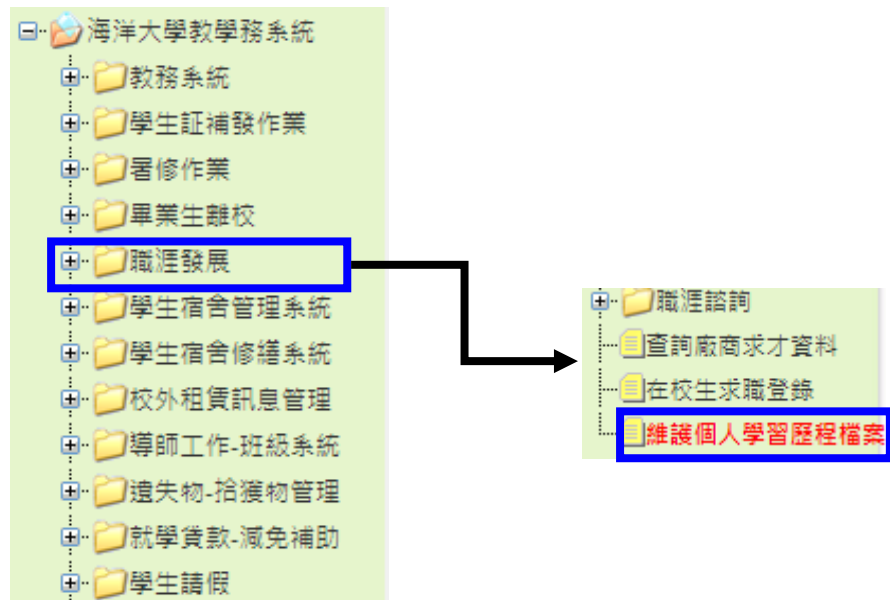 海洋大學教學務系統
教務系統
學生証補發作業
暑修作業
畢業生離校
職涯發展
學生宿舍管理系統
學生宿舍修繕系統
校外租賃訊息管理
導師工作-班級系統
遺失物-拾獲物管理
就學貸款-減免補助
學生請假
職涯諮詢
查詢廠商求才資料
在校生求職登錄
維護個人學習歷程檔案